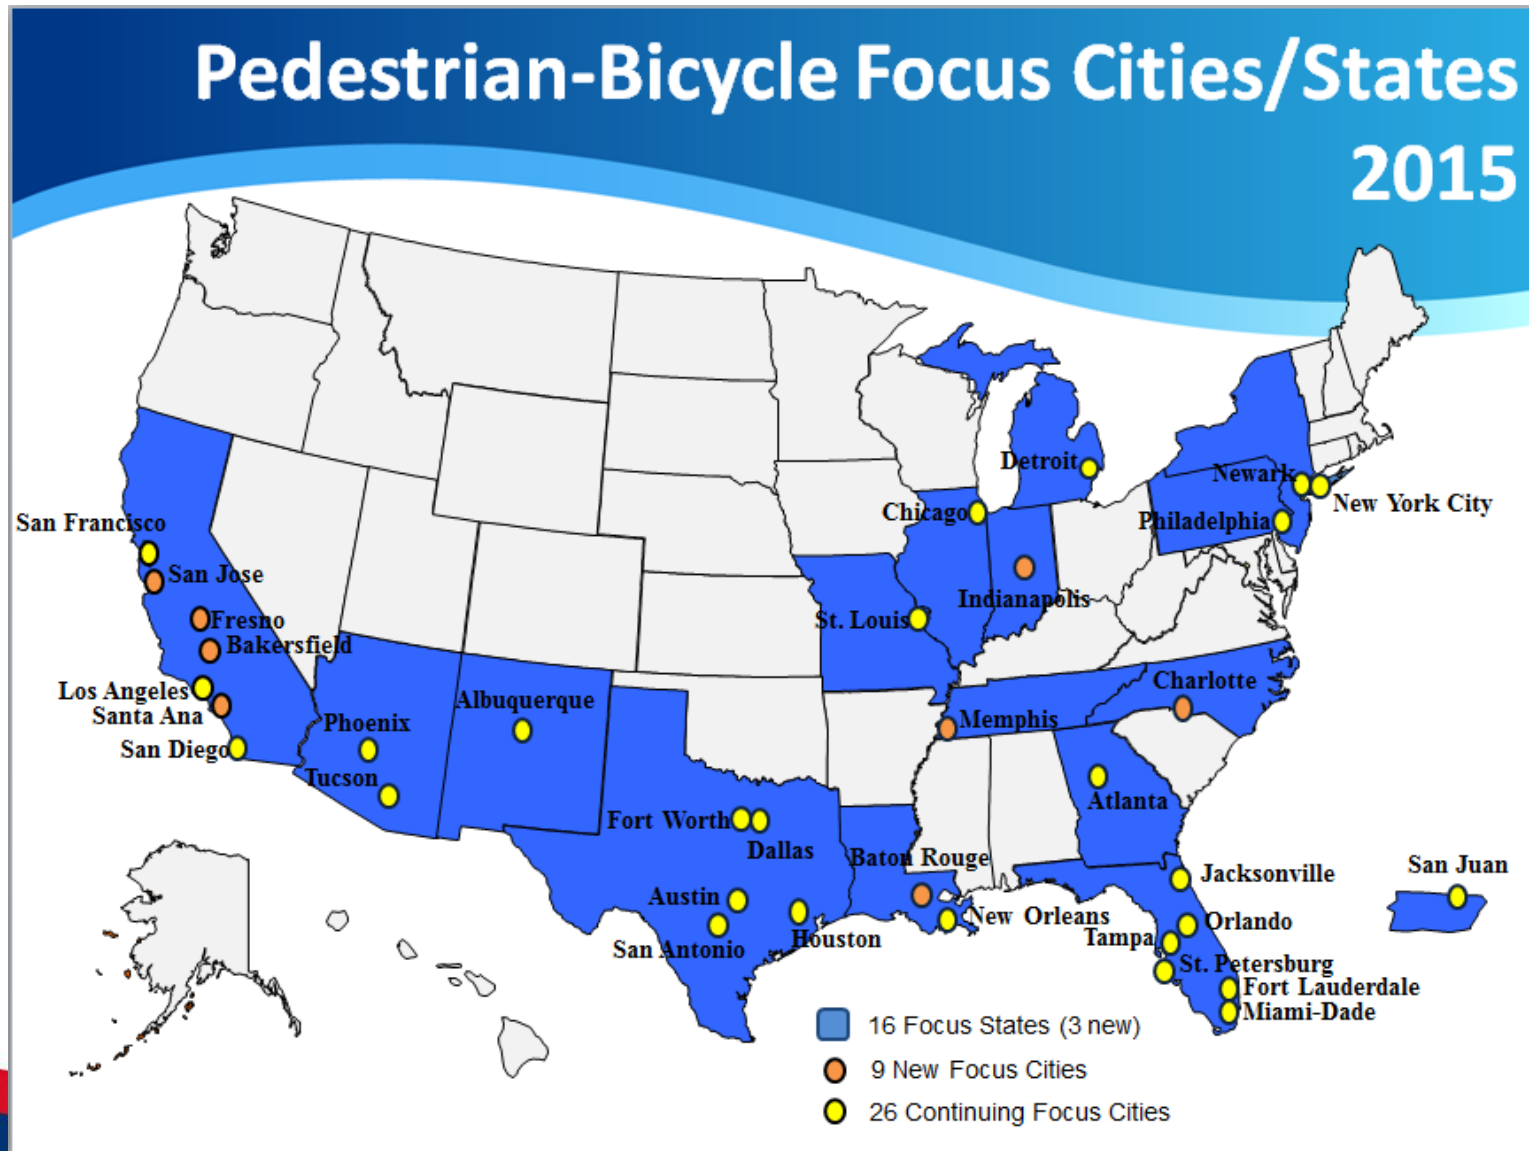 Pedestrian-Bicycle Focus Cities/States
2015
San Francisco
San Jose
Fresno
Bakersfield
Los Angeles
Santa Ana
San Diego
Phoenix
Tucson
Albuquerque
Fort Worth
Dallas
Austin
San Antonio
Houston
Baton Rouge
New Orleans
St. Louis
Chicago
Detroit
Indianapolis
Memphis
Charlotte
Atlanta
Newark
New York City
Philadelphia
Jacksonville
Orlando
Tampa
St. Petersburg
Fort Lauderdale
Miami-Dade
San Juan
16 Focus States (3 new)
9 New Focus Cities
26 Continuing Focus Cities